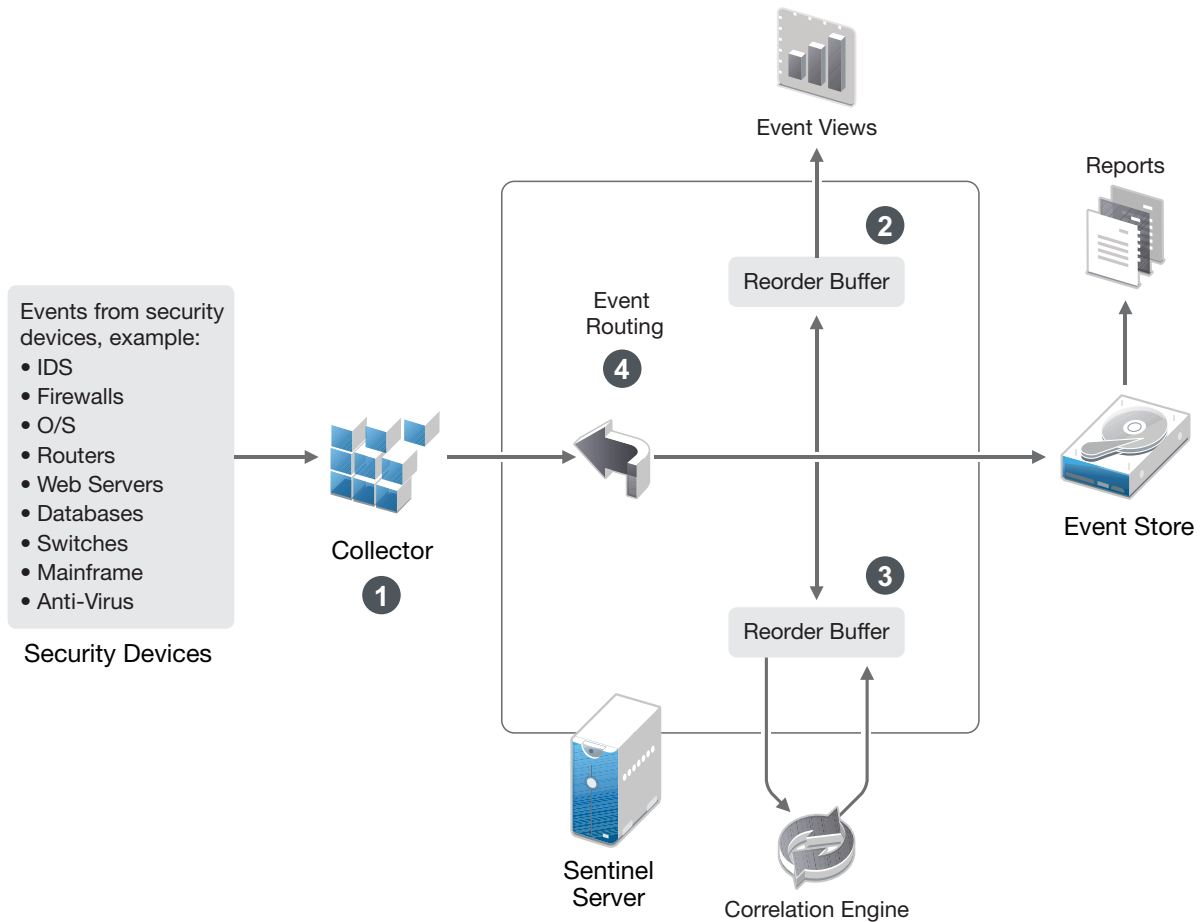 Event Views
Reports
2
Reorder Buffer
Event
Routing
4
Events from security
devices, example:
• IDS
• Firewalls
• O/S
• Routers
• Web Servers
• Databases
• Switches
• Mainframe
• Anti-Virus
Security Devices
Collector
1
Event Store
3
Reorder Buffer
Sentinel
Server
Correlation Engine